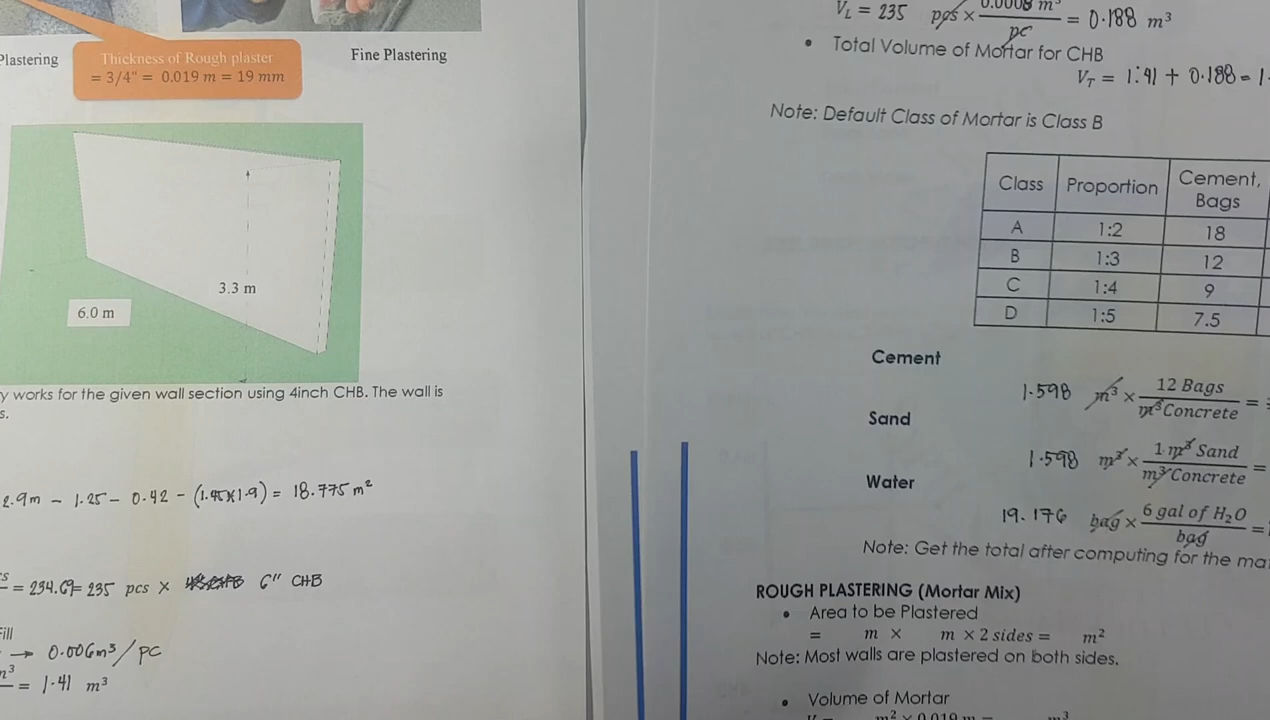 Plastering
Thickness of Rough plaster
= 3/4" = 0.019 m = 19 mm
Fine Plastering
3.3 m
6.0 m
y works for the given wall section using 4inch CHB. The wall is
s.
2.9m - 1.25 - 0.42 - (1.45)(1.9) = 18.775 m²
= 234.69= 235 pcs × 6" CHB
Fill
→ 0.006m³/PC
= 1.41 m³
V_L = 235 pcs × 0.0008 m³/pc = 0.188 m³
• Total Volume of Mortar for CHB
V_T = 1.41 + 0.188 = 1.
Note: Default Class of Mortar is Class B
Class Proportion Cement, Bags
A 1:2 18
B 1:3 12
C 1:4 9
D 1:5 7.5
Cement
1.598 m³ × 12 Bags/m³Concrete =
Sand
1.598 m³ × 1 m³ Sand/m³Concrete =
Water
19.176 bag × 6 gal of H₂O/bag =
Note: Get the total after computing for the ma
ROUGH PLASTERING (Mortar Mix)
• Area to be Plastered
= m × m × 2 sides = m²
Note: Most walls are plastered on both sides.
• Volume of Mortar
m² × 0.019 m = m³